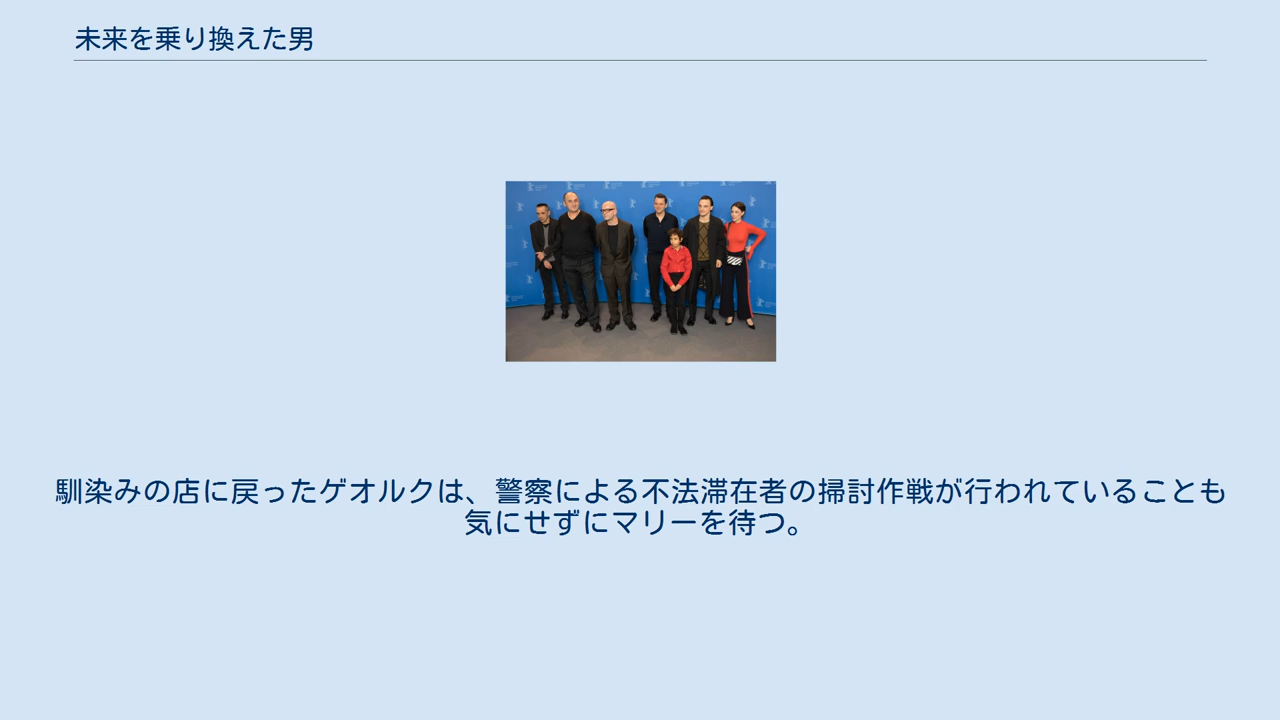 未来を乗り換えた男
馴染みの店に戻ったゲオルクは、警察による不法滞在者の掃討作戦が行われていることも
気にせずにマリーを待つ。